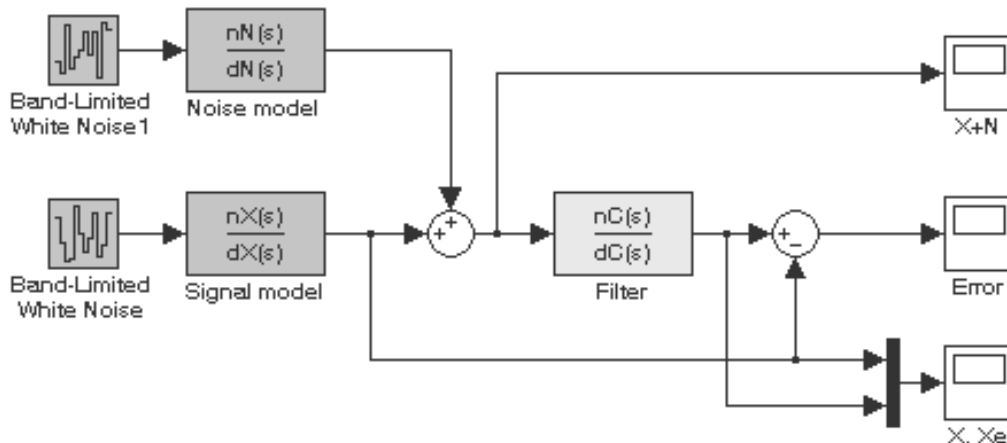 nN(s)
dN(s)
Band-Limited
White Noise1
Noise model
X+N
+
+
nX(s)
dX(s)
nC(s)
dC(s)
+
−
Band-Limited
White Noise
Signal model
Filter
Error
X, Xe